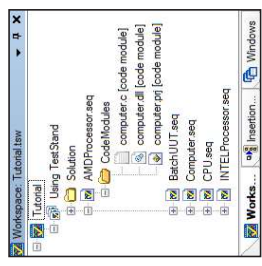 Workspace: Tutorial.tsw
Tutorial
Using TestStand
Solution
AMDProcessor.seq
CodeModules
computer.c [code module]
computer.dll [code module]
computer.prj [code module]
BatchUUT.seq
Computer.seq
CPU.seq
INTELProcessor.seq
Works...
Insertion...
Windows